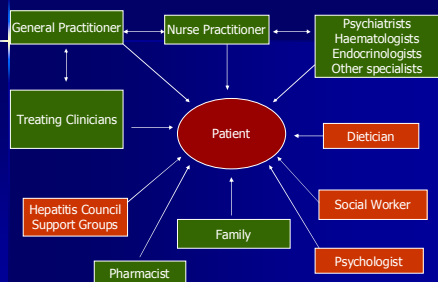 General Practitioner
Nurse Practitioner
Psychiatrists
Haematologists
Endocrinologists
Other specialists
Treating Clinicians
Patient
Dietician
Hepatitis Council
Support Groups
Social Worker
Family
Psychologist
Pharmacist